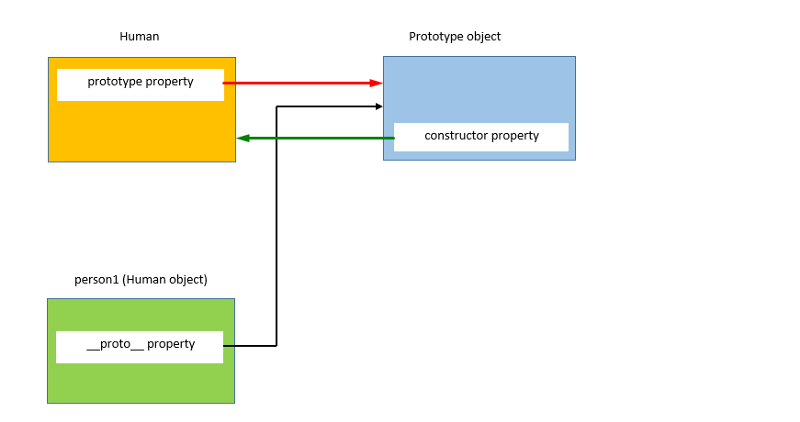 Human
Prototype object
prototype property
constructor property
person1 (Human object)
__proto__ property